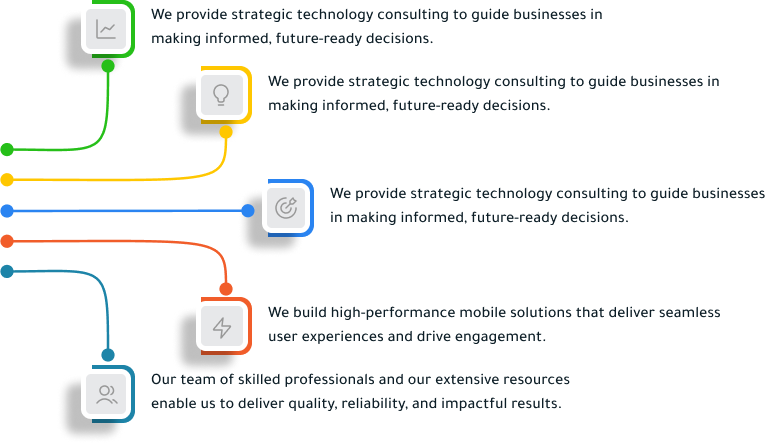 We provide strategic technology consulting to guide businesses in
making informed, future-ready decisions.
We provide strategic technology consulting to guide businesses in
making informed, future-ready decisions.
We provide strategic technology consulting to guide businesses
in making informed, future-ready decisions.
We build high-performance mobile solutions that deliver seamless
user experiences and drive engagement.
Our team of skilled professionals and our extensive resources
enable us to deliver quality, reliability, and impactful results.